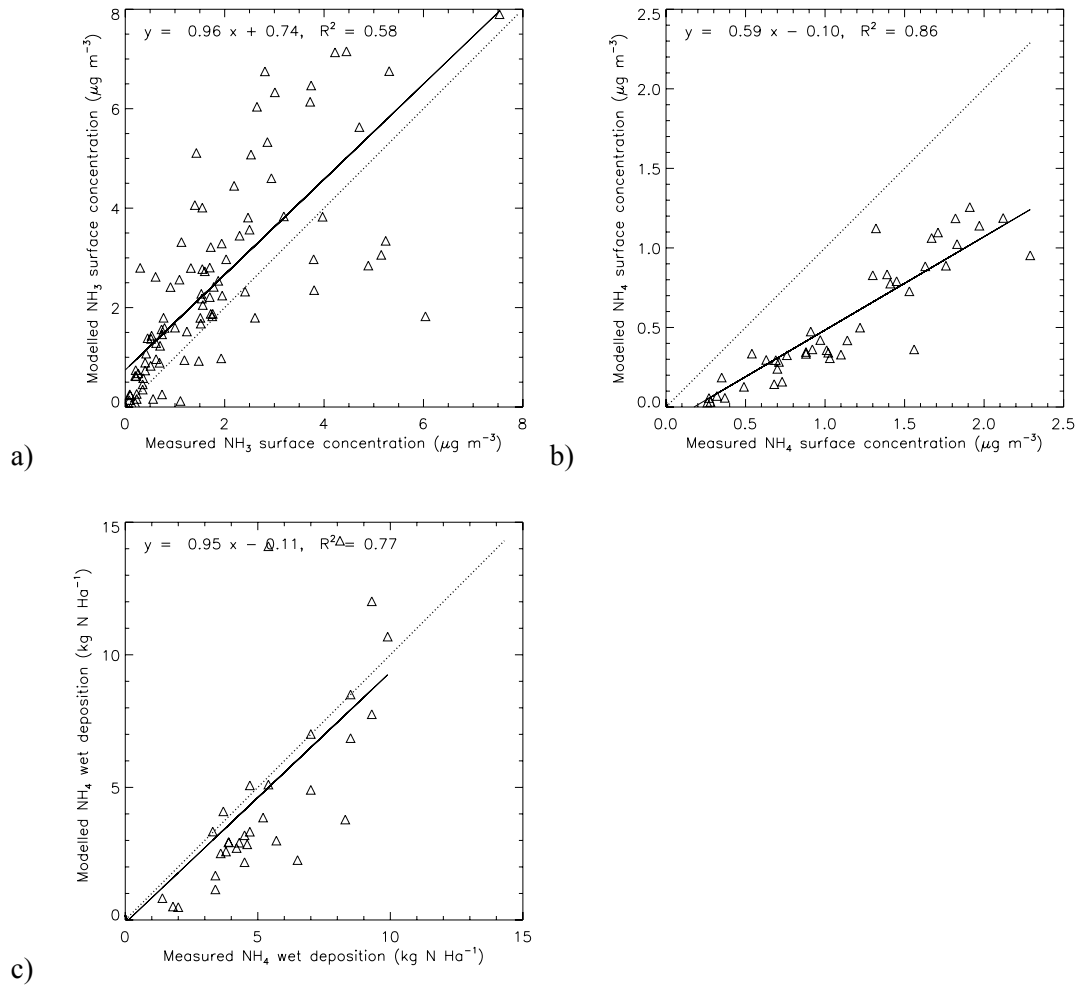 y = 0.96 x + 0.74, R² = 0.58
8
6
4
2
0
Modelled NH₃ surface concentration (µg m⁻³)
0 2 4 6 8
Measured NH₃ surface concentration (µg m⁻³)
a)
y = 0.59 x − 0.10, R² = 0.86
2.5
2.0
1.5
1.0
0.5
0.0
Modelled NH₄ surface concentration (µg m⁻³)
0.0 0.5 1.0 1.5 2.0 2.5
Measured NH₄ surface concentration (µg m⁻³)
b)
y = 0.95 x − 0.11, R² = 0.77
15
10
5
0
Modelled NH₄ wet deposition (kg N Ha⁻¹)
0 5 10 15
Measured NH₄ wet deposition (kg N Ha⁻¹)
c)